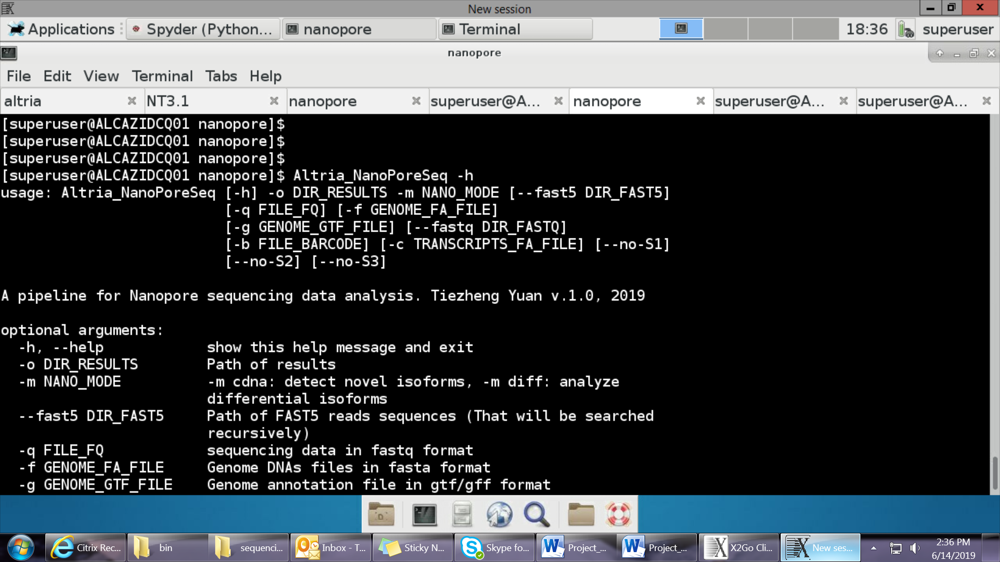 New session
Applications
Spyder (Python...
nanopore
Terminal
18:36
superuser
nanopore
File Edit View Terminal Tabs Help
altria
NT3.1
nanopore
superuser@A...
nanopore
superuser@A...
superuser@A...
[superuser@ALCAZIDCQ01 nanopore]$
[superuser@ALCAZIDCQ01 nanopore]$
[superuser@ALCAZIDCQ01 nanopore]$
[superuser@ALCAZIDCQ01 nanopore]$ Altria_NanoPoreSeq -h
usage: Altria_NanoPoreSeq [-h] -o DIR_RESULTS -m NANO_MODE [--fast5 DIR_FAST5]
[-q FILE_FQ] [-f GENOME_FA_FILE]
[-g GENOME_GTF_FILE] [--fastq DIR_FASTQ]
[-b FILE_BARCODE] [-c TRANSCRIPTS_FA_FILE] [--no-S1]
[--no-S2] [--no-S3]
A pipeline for Nanopore sequencing data analysis. Tiezheng Yuan v.1.0, 2019
optional arguments:
-h, --help show this help message and exit
-o DIR_RESULTS Path of results
-m NANO_MODE -m cdna: detect novel isoforms, -m diff: analyze
differential isoforms
--fast5 DIR_FAST5 Path of FAST5 reads sequences (That will be searched
recursively)
-q FILE_FQ sequencing data in fastq format
-f GENOME_FA_FILE Genome DNAs files in fasta format
-g GENOME_GTF_FILE Genome annotation file in gtf/gff format
Citrix Rec...
bin
sequenci...
Inbox - T...
Sticky N...
Skype fo...
Project_...
Project_...
X2Go Cli...
New ses...
2:36 PM
6/14/2019